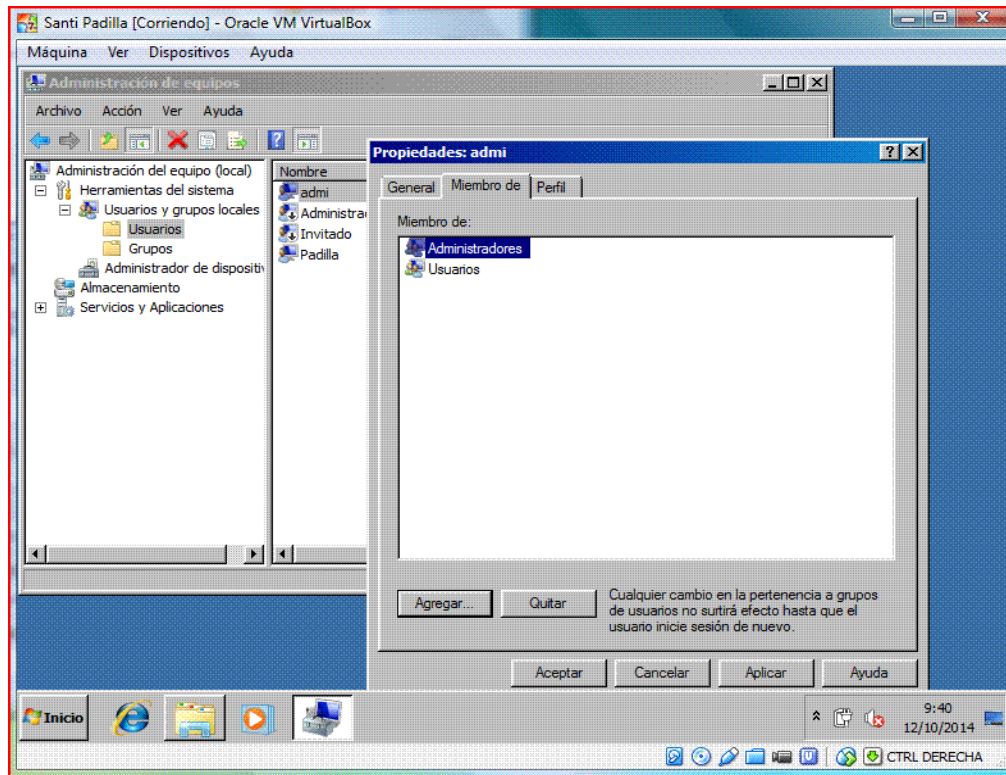 Santi Padilla [Corriendo] - Oracle VM VirtualBox
Máquina Ver Dispositivos Ayuda
Administración de equipos
Archivo Acción Ver Ayuda
Administración del equipo (local)
Herramientas del sistema
Usuarios y grupos locales
Usuarios
Grupos
Administrador de dispositiv
Almacenamiento
Servicios y Aplicaciones
Nombre
admi
Administra
Invitado
Padilla
Propiedades: admi
General Miembro de Perfil
Miembro de:
Administradores
Usuarios
Agregar... Quitar
Cualquier cambio en la pertenencia a grupos
de usuarios no surtirá efecto hasta que el
usuario inicie sesión de nuevo.
Aceptar Cancelar Aplicar Ayuda
Inicio
9:40
12/10/2014
CTRL DERECHA